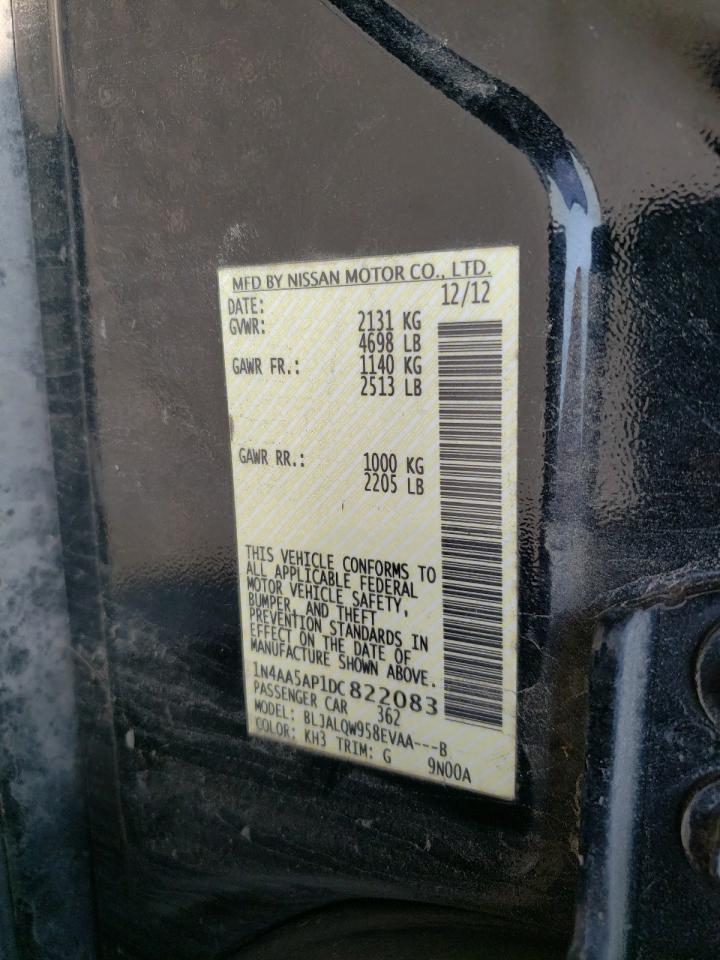 MFD BY NISSAN MOTOR CO., LTD.
DATE: 12/12
GVWR: 2131 KG
4698 LB
GAWR FR.: 1140 KG
2513 LB
GAWR RR.: 1000 KG
2205 LB
THIS VEHICLE CONFORMS TO
ALL APPLICABLE FEDERAL
MOTOR VEHICLE SAFETY,
BUMPER, AND THEFT
PREVENTION STANDARDS IN
EFFECT ON THE DATE OF
MANUFACTURE SHOWN ABOVE.
1N4AA5AP1DC822083
PASSENGER CAR 362
MODEL: BLJALQW958EVAA---B
COLOR: KH3 TRIM: G 9N00A